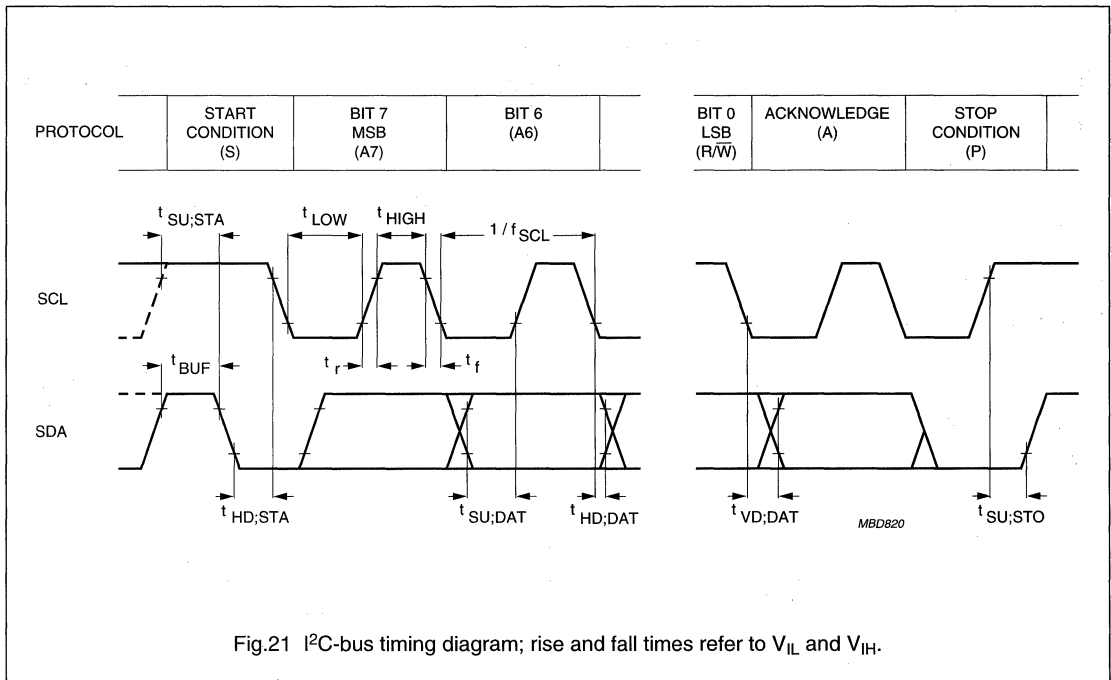 PROTOCOL
START
CONDITION
(S)
BIT 7
MSB
(A7)
BIT 6
(A6)
BIT 0
LSB
(R/W̅)
ACKNOWLEDGE
(A)
STOP
CONDITION
(P)
t SU;STA
t LOW
t HIGH
1 / f SCL
SCL
t BUF
t r
t f
SDA
t HD;STA
t SU;DAT
t HD;DAT
t VD;DAT
MBD820
t SU;STO
Fig.21 I²C-bus timing diagram; rise and fall times refer to V_IL and V_IH.